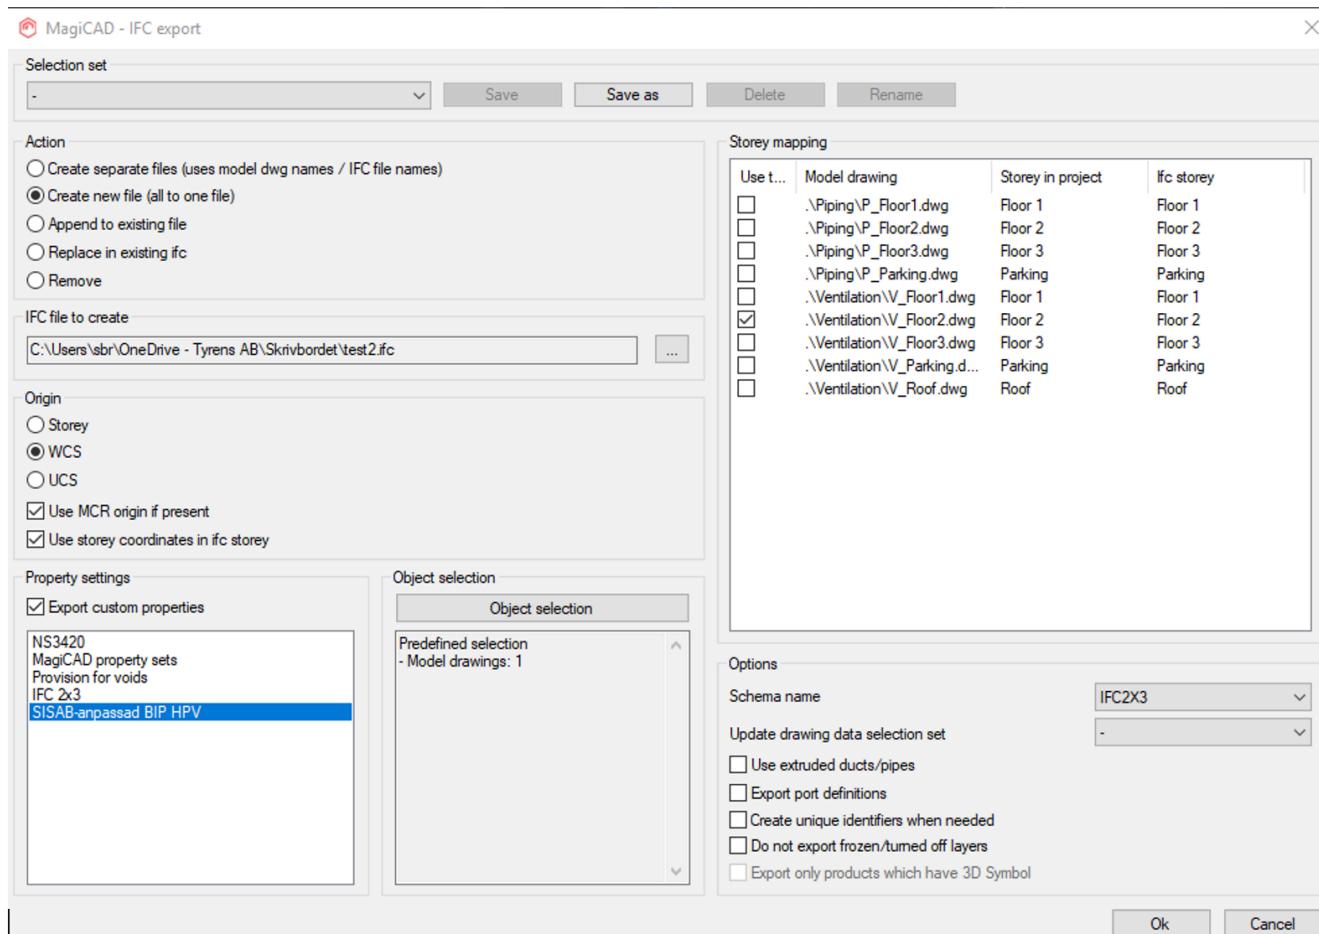 MagiCAD - IFC export
Selection set
-
Save
Save as
Delete
Rename
Action
Create separate files (uses model dwg names / IFC file names)
Create new file (all to one file)
Append to existing file
Replace in existing ifc
Remove
IFC file to create
C:\Users\sbr\OneDrive - Tyrens AB\Skrivbordet\test2.ifc
...
Origin
Storey
WCS
UCS
Use MCR origin if present
Use storey coordinates in ifc storey
Property settings
Export custom properties
NS3420
MagiCAD property sets
Provision for voids
IFC 2x3
SISAB-anpassad BIP HPV
Object selection
Object selection
Predefined selection
- Model drawings: 1
Storey mapping
Use t... Model drawing Storey in project Ifc storey
.\Piping\P_Floor1.dwg Floor 1 Floor 1
.\Piping\P_Floor2.dwg Floor 2 Floor 2
.\Piping\P_Floor3.dwg Floor 3 Floor 3
.\Piping\P_Parking.dwg Parking Parking
.\Ventilation\V_Floor1.dwg Floor 1 Floor 1
.\Ventilation\V_Floor2.dwg Floor 2 Floor 2
.\Ventilation\V_Floor3.dwg Floor 3 Floor 3
.\Ventilation\V_Parking.d... Parking Parking
.\Ventilation\V_Roof.dwg Roof Roof
Options
Schema name IFC2X3
Update drawing data selection set -
Use extruded ducts/pipes
Export port definitions
Create unique identifiers when needed
Do not export frozen/turned off layers
Export only products which have 3D Symbol
Ok
Cancel